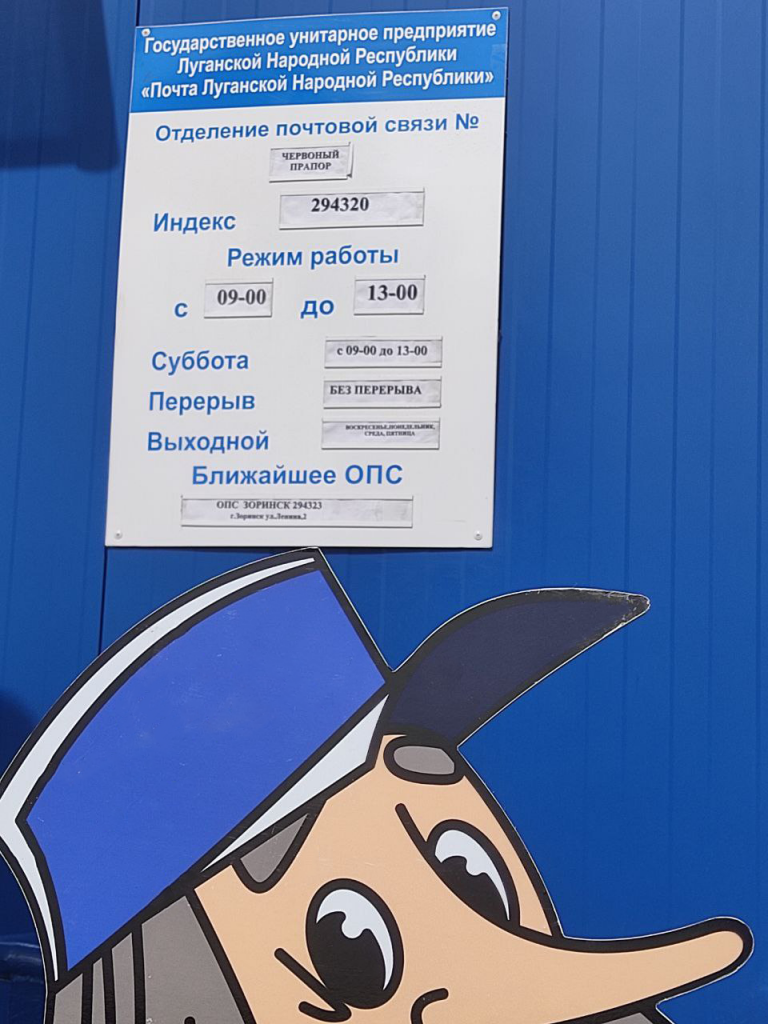 Государственное унитарное предприятие
Луганской Народной Республики
«Почта Луганской Народной Республики»
Отделение почтовой связи №
ЧЕРВОНЫЙ
ПРАПОР
Индекс 294320
Режим работы
с 09-00 до 13-00
Суббота с 09-00 до 13-00
Перерыв БЕЗ ПЕРЕРЫВА
Выходной ВОСКРЕСЕНЬЕ,ПОНЕДЕЛЬНИК,
СРЕДА, ПЯТНИЦА
Ближайшее ОПС
ОПС ЗОРИНСК 294323
г.Зоринск ул.Ленина,2